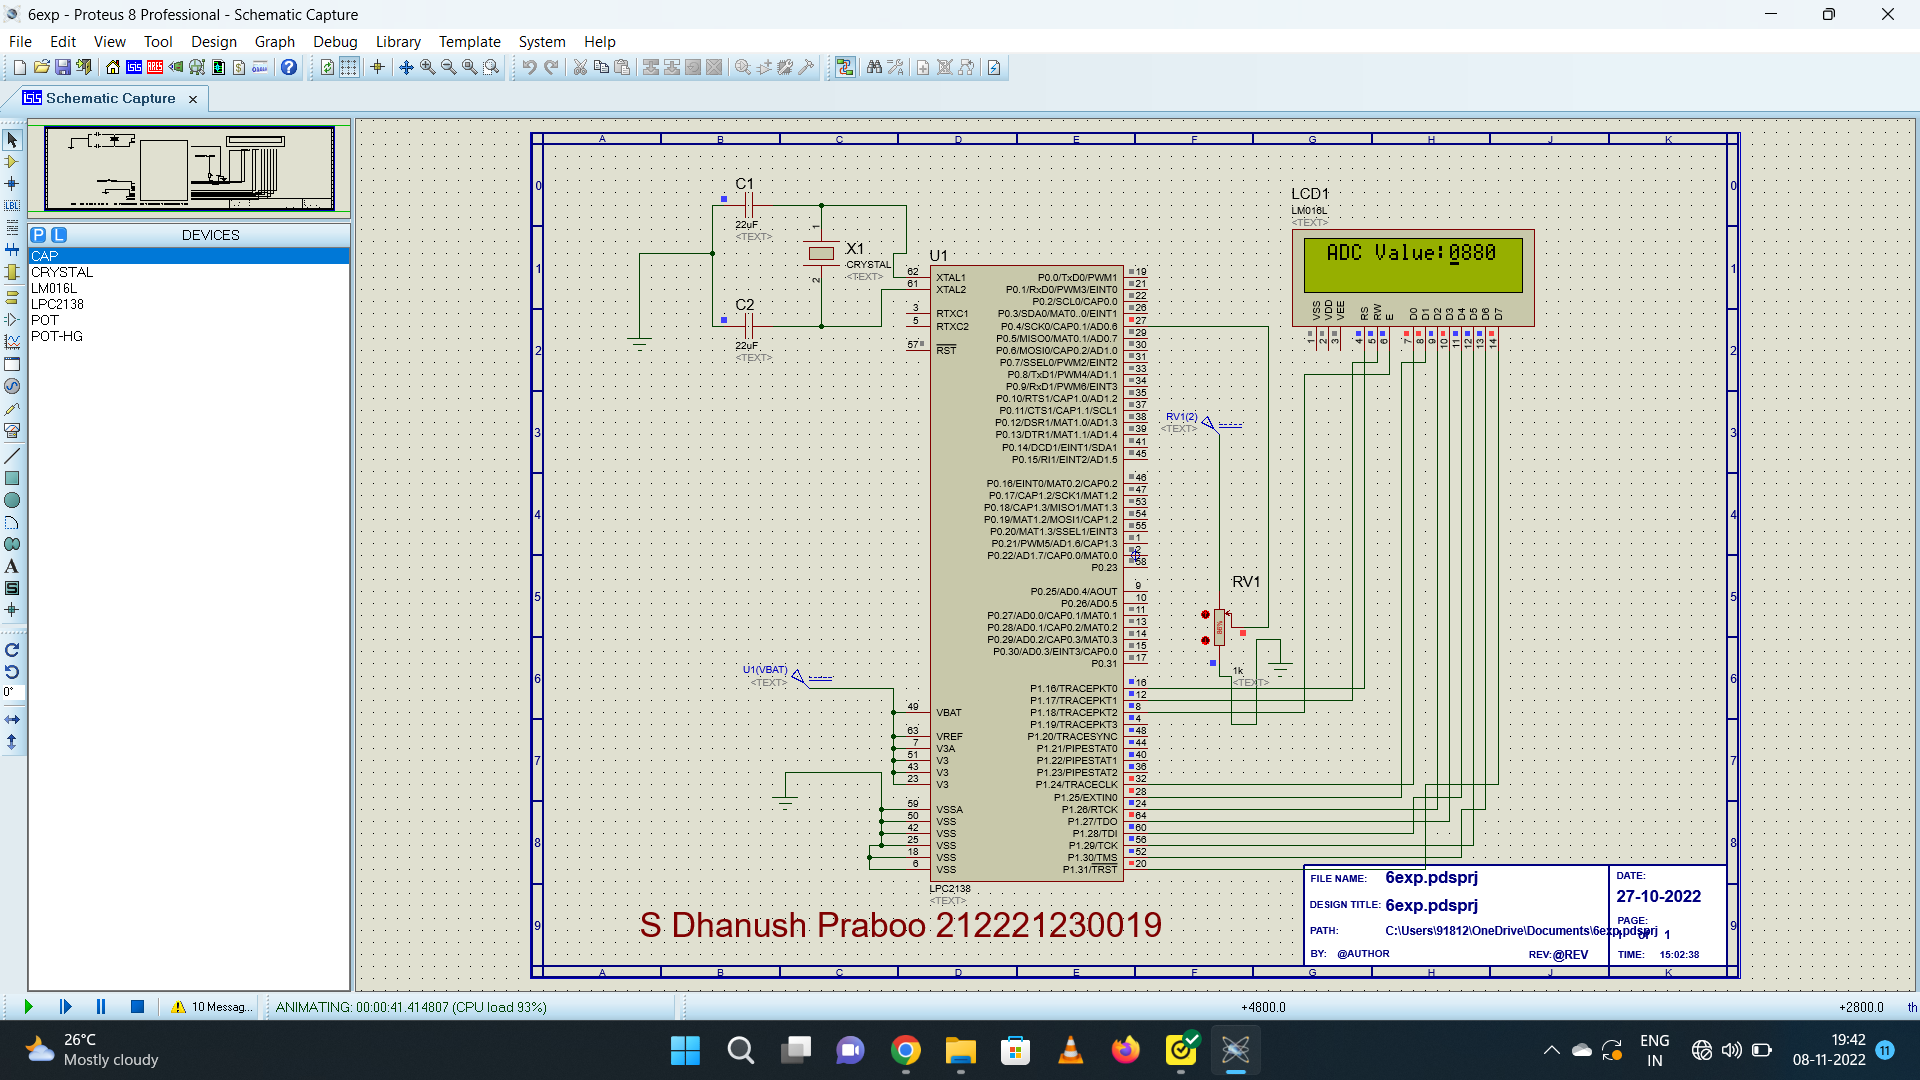 6exp - Proteus 8 Professional - Schematic Capture
File Edit View Tool Design Graph Debug Library Template System Help
Schematic Capture
P L DEVICES
CAP
CRYSTAL
LM016L
LPC2138
POT
POT-HG
LBL
A
S
0°
A B C D E F G H J K
0 1 2 3 4 5 6 7 8 9
C1
22uF
<TEXT>
C2
22uF
<TEXT>
X1
CRYSTAL
<TEXT>
1
2
U1
62 XTAL1
61 XTAL2
3 RTXC1
5 RTXC2
57 RST
49 VBAT
63 VREF
7 V3A
51 V3
43 V3
23 V3
59 VSSA
50 VSS
42 VSS
25 VSS
18 VSS
6 VSS
P0.0/TxD0/PWM1 19
P0.1/RxD0/PWM3/EINT0 21
P0.2/SCL0/CAP0.0 22
P0.3/SDA0/MAT0..0/EINT1 26
P0.4/SCK0/CAP0.1/AD0.6 27
P0.5/MISO0/MAT0.1/AD0.7 29
P0.6/MOSI0/CAP0.2/AD1.0 30
P0.7/SSEL0/PWM2/EINT2 31
P0.8/TxD1/PWM4/AD1.1 33
P0.9/RxD1/PWM6/EINT3 34
P0.10/RTS1/CAP1.0/AD1.2 35
P0.11/CTS1/CAP1.1/SCL1 37
P0.12/DSR1/MAT1.0/AD1.3 38
P0.13/DTR1/MAT1.1/AD1.4 39
P0.14/DCD1/EINT1/SDA1 41
P0.15/RI1/EINT2/AD1.5 45
P0.16/EINT0/MAT0.2/CAP0.2 46
P0.17/CAP1.2/SCK1/MAT1.2 47
P0.18/CAP1.3/MISO1/MAT1.3 53
P0.19/MAT1.2/MOSI1/CAP1.2 54
P0.20/MAT1.3/SSEL1/EINT3 55
P0.21/PWM5/AD1.6/CAP1.3 1
P0.22/AD1.7/CAP0.0/MAT0.0 2
P0.23 58
P0.25/AD0.4/AOUT 9
P0.26/AD0.5 10
P0.27/AD0.0/CAP0.1/MAT0.1 11
P0.28/AD0.1/CAP0.2/MAT0.2 13
P0.29/AD0.2/CAP0.3/MAT0.3 14
P0.30/AD0.3/EINT3/CAP0.0 15
P0.31 17
P1.16/TRACEPKT0 16
P1.17/TRACEPKT1 12
P1.18/TRACEPKT2 8
P1.19/TRACEPKT3 4
P1.20/TRACESYNC 48
P1.21/PIPESTAT0 44
P1.22/PIPESTAT1 40
P1.23/PIPESTAT2 36
P1.24/TRACECLK 32
P1.25/EXTIN0 28
P1.26/RTCK 24
P1.27/TDO 64
P1.28/TDI 60
P1.29/TCK 56
P1.30/TMS 52
P1.31/TRST 20
LPC2138
<TEXT>
U1(VBAT)
<TEXT>
RV1(2)
<TEXT>
RV1
1k
<TEXT>
LCD1
LM016L
<TEXT>
ADC Value:0880
VSS VDD VEE RS RW E D0 D1 D2 D3 D4 D5 D6 D7
1 2 3 4 5 6 7 8 9 10 11 12 13 14
S Dhanush Praboo 212221230019
FILE NAME: 6exp.pdsprj
DESIGN TITLE: 6exp.pdsprj
PATH: C:\Users\91812\OneDrive\Documents\6exp.pdsprj
BY: @AUTHOR REV:@REV
DATE:
27-10-2022
PAGE:
1 of 1
TIME: 15:02:38
10 Messag... ANIMATING: 00:00:41.414807 (CPU load 93%) +4800.0 +2800.0 th
26°C
Mostly cloudy
ENG
IN
19:42
08-11-2022
11